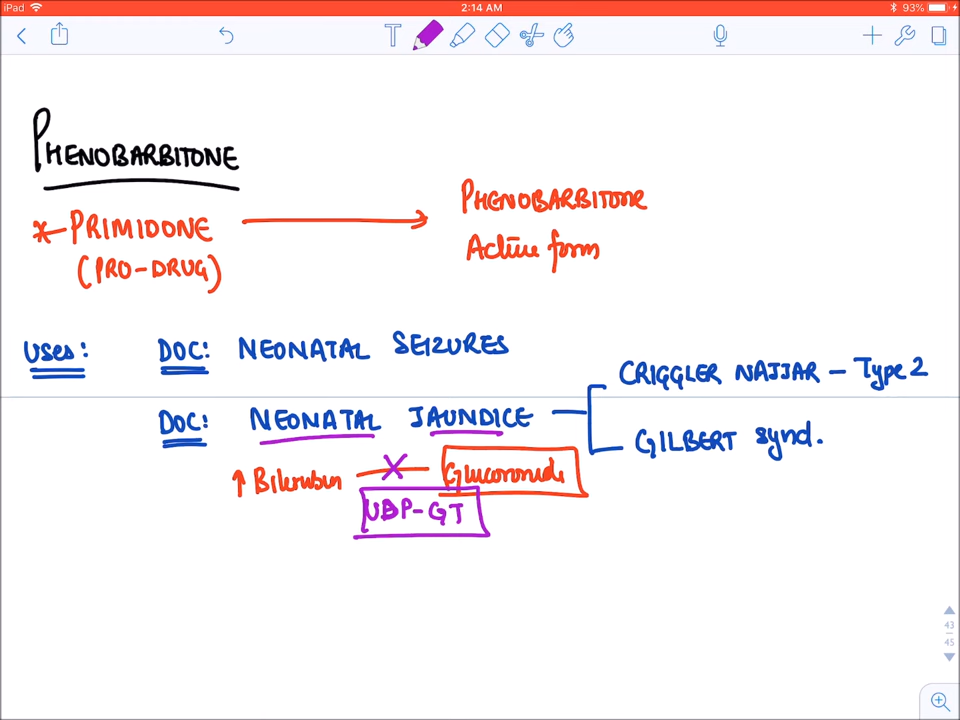 iPad 2:14 AM 93%
T
PHENOBARBITONE
PHENOBARBITONE
* PRIMIDONE
Active form
(PRO-DRUG)
Uses: DOC: NEONATAL SEIZURES
CRIGGLER NAJJAR - Type 2
DOC: NEONATAL JAUNDICE
GILBERT synd.
↑ Bilirubin X Glucoronide
UDP-GT
43
45